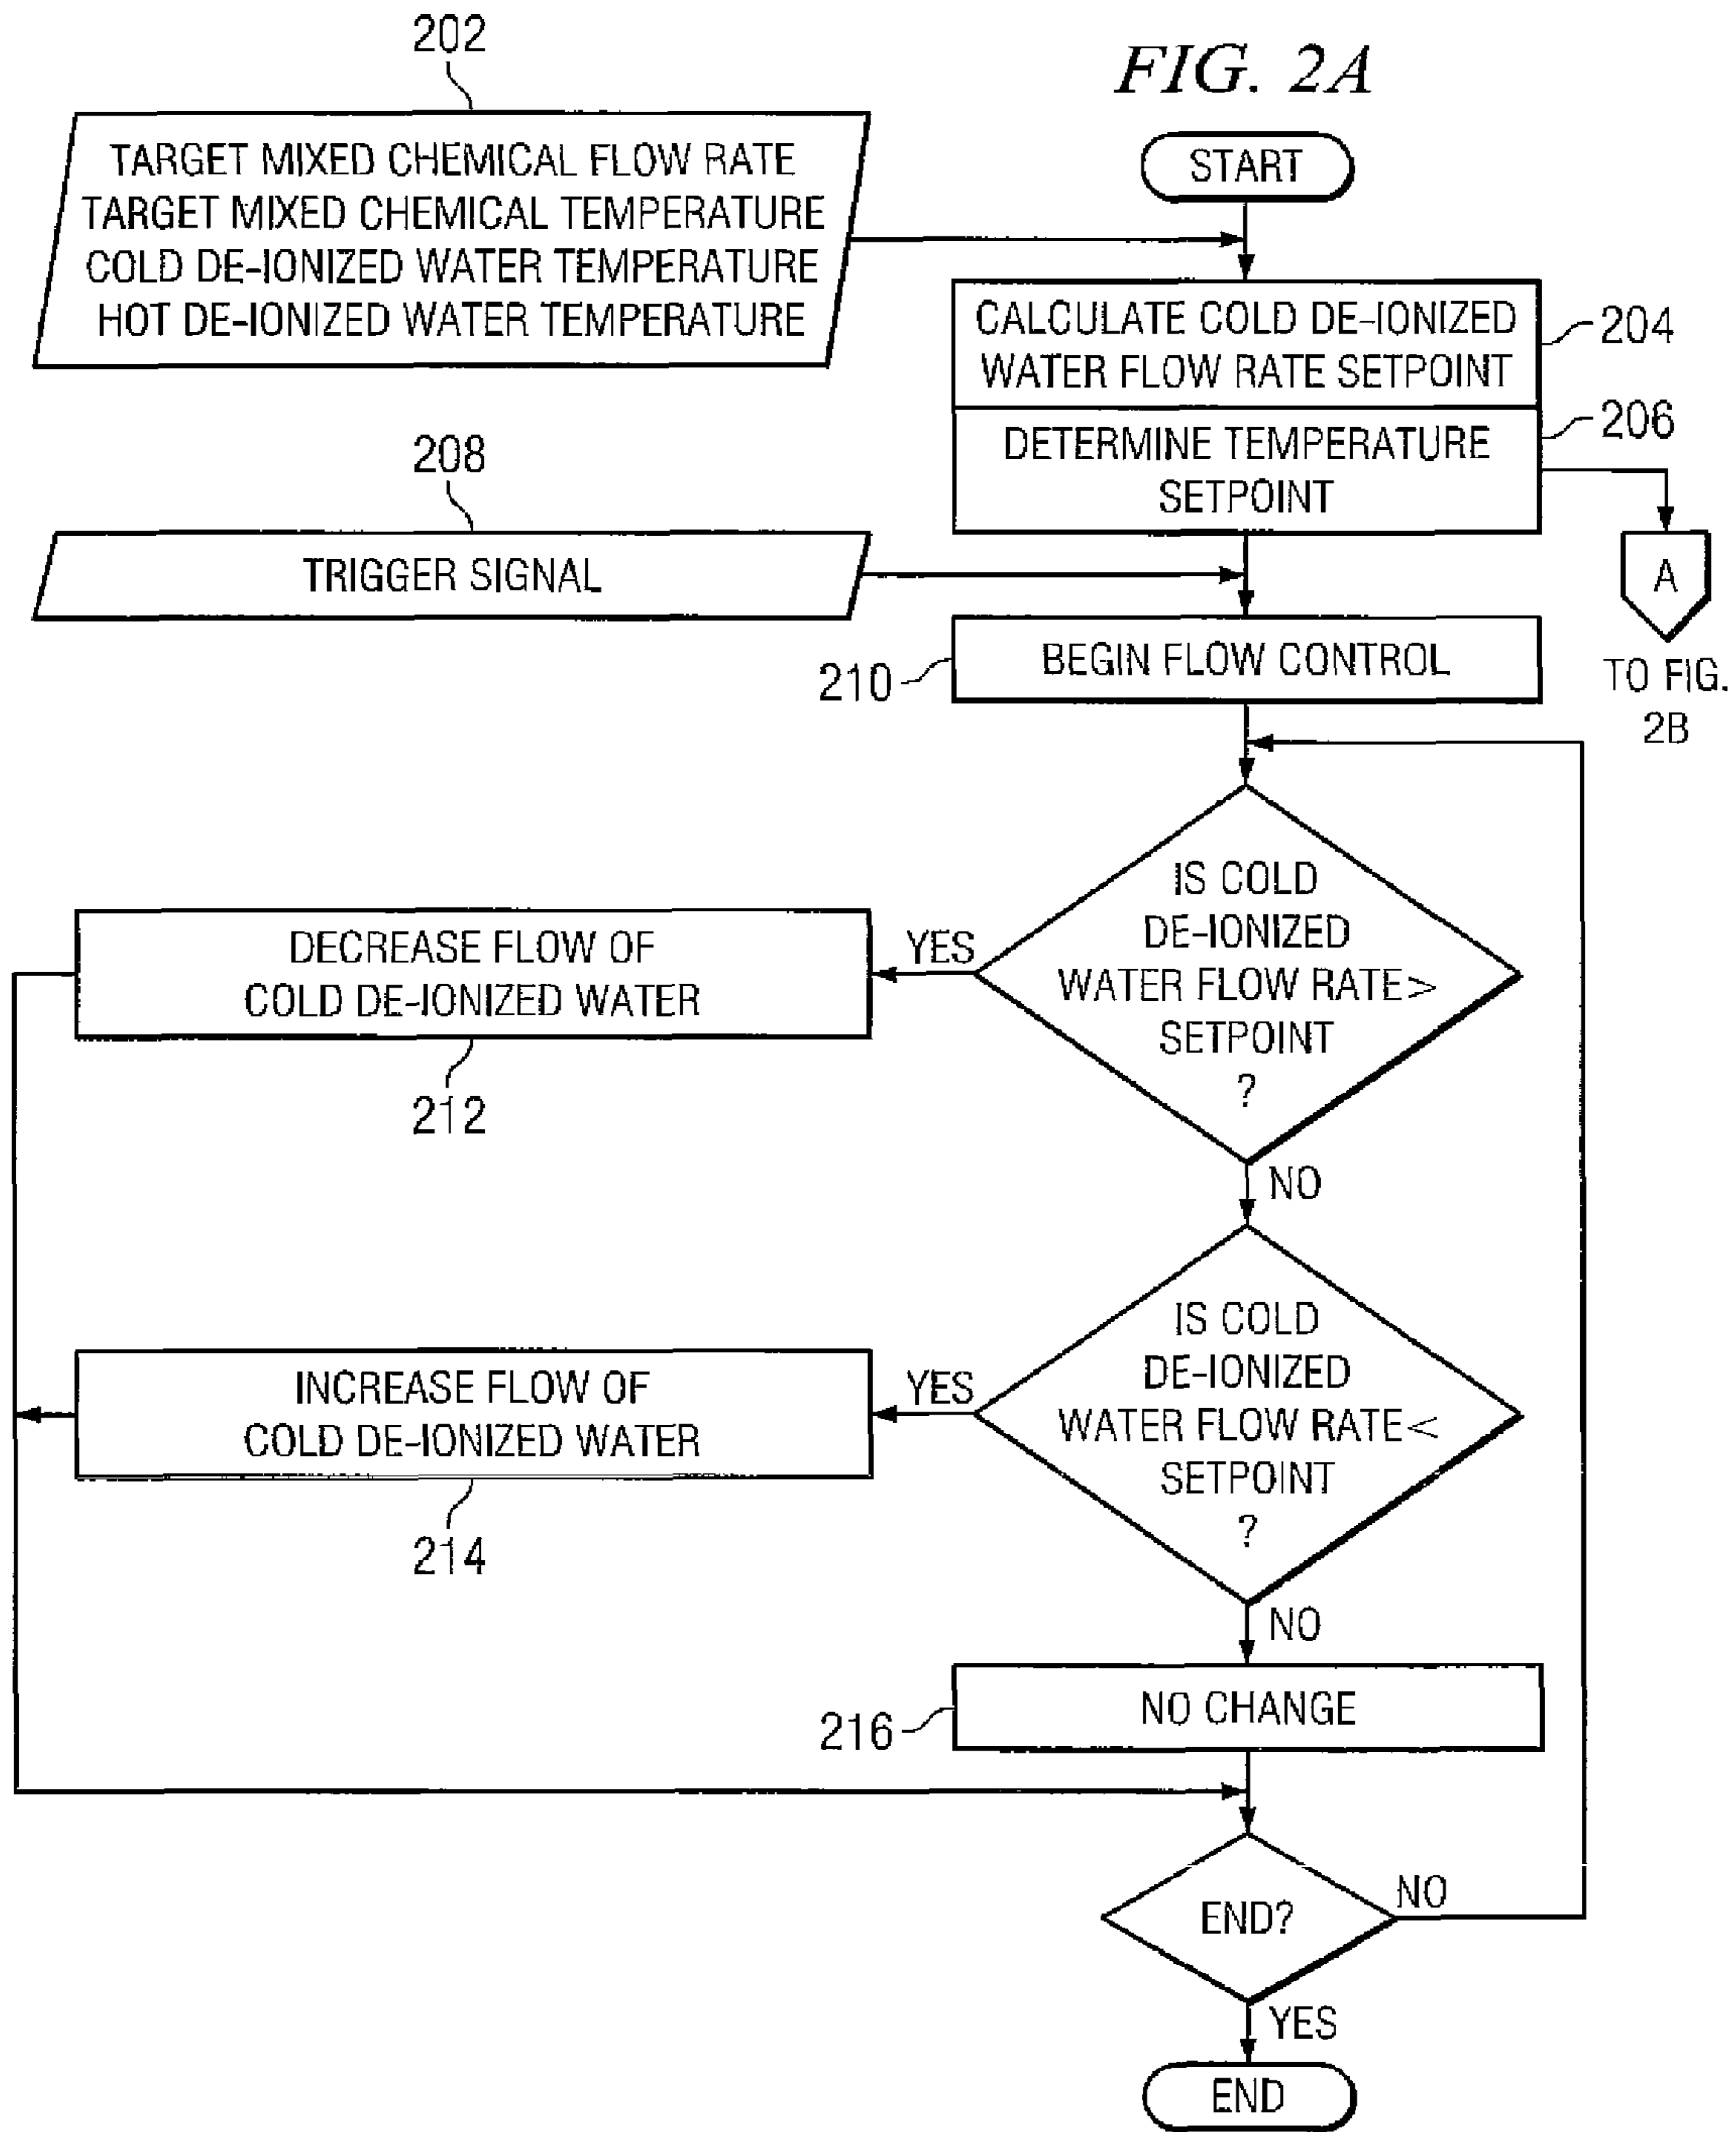 202
FIG. 2A
TARGET MIXED CHEMICAL FLOW RATE
TARGET MIXED CHEMICAL TEMPERATURE
COLD DE-IONIZED WATER TEMPERATURE
HOT DE-IONIZED WATER TEMPERATURE
START
CALCULATE COLD DE-IONIZED
WATER FLOW RATE SETPOINT
204
DETERMINE TEMPERATURE
SETPOINT
206
208
TRIGGER SIGNAL
A
TO FIG.
2B
BEGIN FLOW CONTROL
210
IS COLD
DE-IONIZED
WATER FLOW RATE>
SETPOINT
?
YES
DECREASE FLOW OF
COLD DE-IONIZED WATER
212
NO
IS COLD
DE-IONIZED
WATER FLOW RATE<
SETPOINT
?
YES
INCREASE FLOW OF
COLD DE-IONIZED WATER
214
NO
NO CHANGE
216
END?
NO
YES
END